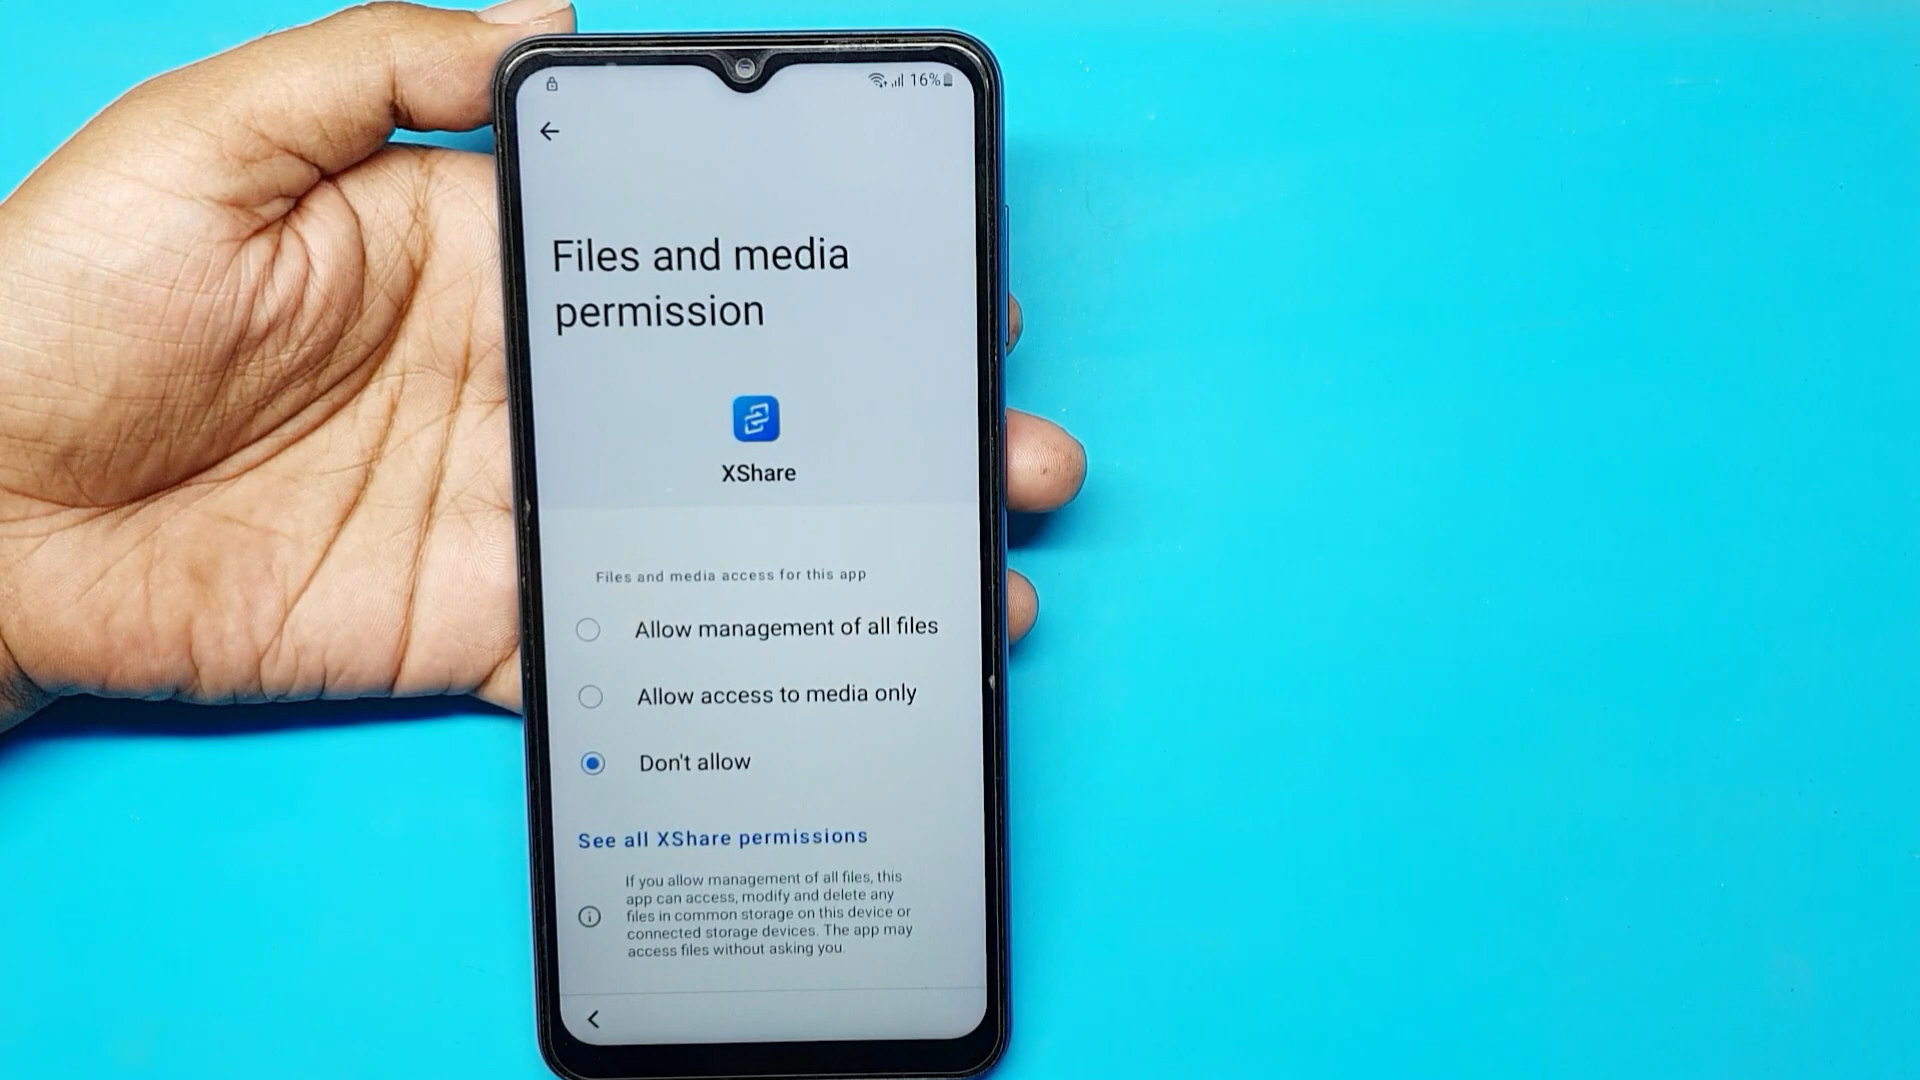 16%
Files and media
permission
XShare
Files and media access for this app
Allow management of all files
Allow access to media only
Don't allow
See all XShare permissions
If you allow management of all files, this
app can access, modify and delete any
files in common storage on this device or
connected storage devices. The app may
access files without asking you.